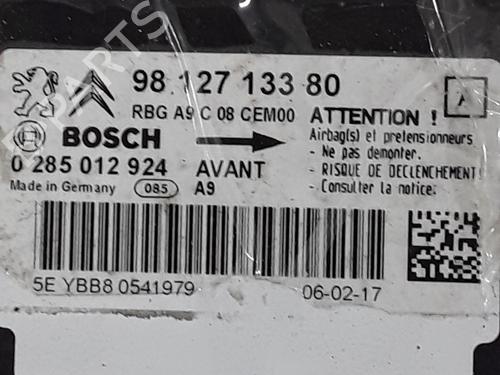 98 127 133 80
RBG A9 C 08 CEM00
A
ATTENTION !
BOSCH
Airbag(s) et pretensionneurs
- Ne pas demonter.
0 285 012 924 AVANT
- RISQUE DE DECLENCHEMENT!
Made in Germany 085 A9
- Consulter la notice.
5E YBB8 0541979
06-02-17